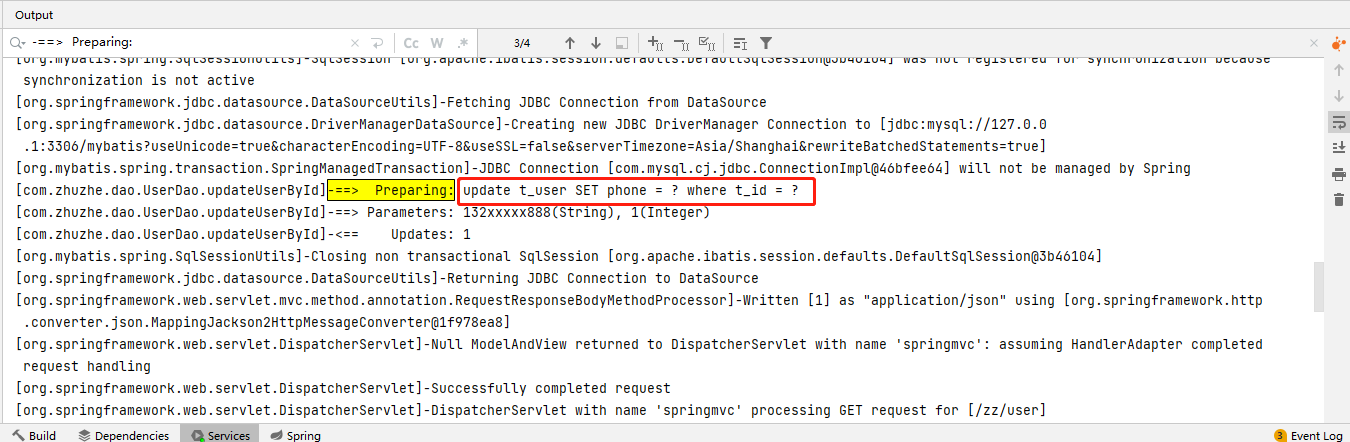 Output
-==> Preparing:
Cc
W
.*
3/4
[org.mybatis.spring.SqlSessionUtils]-SqlSession [org.apache.ibatis.session.defaults.DefaultSqlSession@3b46104] was not registered for synchronization because
synchronization is not active
[org.springframework.jdbc.datasource.DataSourceUtils]-Fetching JDBC Connection from DataSource
[org.springframework.jdbc.datasource.DriverManagerDataSource]-Creating new JDBC DriverManager Connection to [jdbc:mysql://127.0.0
.1:3306/mybatis?useUnicode=true&characterEncoding=UTF-8&useSSL=false&serverTimezone=Asia/Shanghai&rewriteBatchedStatements=true]
[org.mybatis.spring.transaction.SpringManagedTransaction]-JDBC Connection [com.mysql.cj.jdbc.ConnectionImpl@46bfee64] will not be managed by Spring
[com.zhuzhe.dao.UserDao.updateUserById]-==>  Preparing: update t_user SET phone = ? where t_id = ?
[com.zhuzhe.dao.UserDao.updateUserById]-==> Parameters: 132xxxxx888(String), 1(Integer)
[com.zhuzhe.dao.UserDao.updateUserById]-<==    Updates: 1
[org.mybatis.spring.SqlSessionUtils]-Closing non transactional SqlSession [org.apache.ibatis.session.defaults.DefaultSqlSession@3b46104]
[org.springframework.jdbc.datasource.DataSourceUtils]-Returning JDBC Connection to DataSource
[org.springframework.web.servlet.mvc.method.annotation.RequestResponseBodyMethodProcessor]-Written [1] as "application/json" using [org.springframework.http
.converter.json.MappingJackson2HttpMessageConverter@1f978ea8]
[org.springframework.web.servlet.DispatcherServlet]-Null ModelAndView returned to DispatcherServlet with name 'springmvc': assuming HandlerAdapter completed
request handling
[org.springframework.web.servlet.DispatcherServlet]-Successfully completed request
[org.springframework.web.servlet.DispatcherServlet]-DispatcherServlet with name 'springmvc' processing GET request for [/zz/user]
Build
Dependencies
Services
Spring
3 Event Log